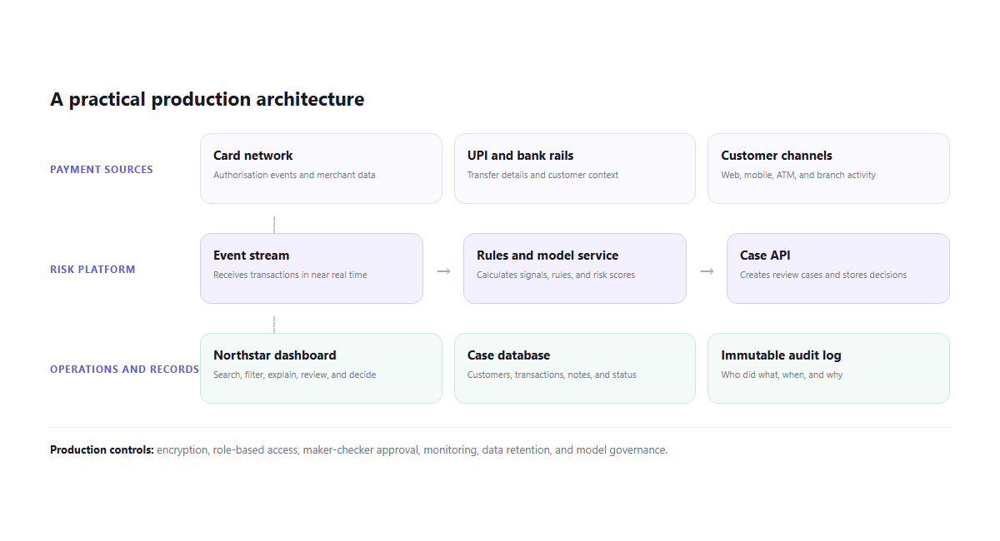 A practical production architecture
PAYMENT SOURCES
Card network
Authorisation events and merchant data
UPI and bank rails
Transfer details and customer context
Customer channels
Web, mobile, ATM, and branch activity
RISK PLATFORM
Event stream
Receives transactions in near real time
→
Rules and model service
Calculates signals, rules, and risk scores
→
Case API
Creates review cases and stores decisions
OPERATIONS AND RECORDS
Northstar dashboard
Search, filter, explain, review, and decide
Case database
Customers, transactions, notes, and status
Immutable audit log
Who did what, when, and why
Production controls: encryption, role-based access, maker-checker approval, monitoring, data retention, and model governance.